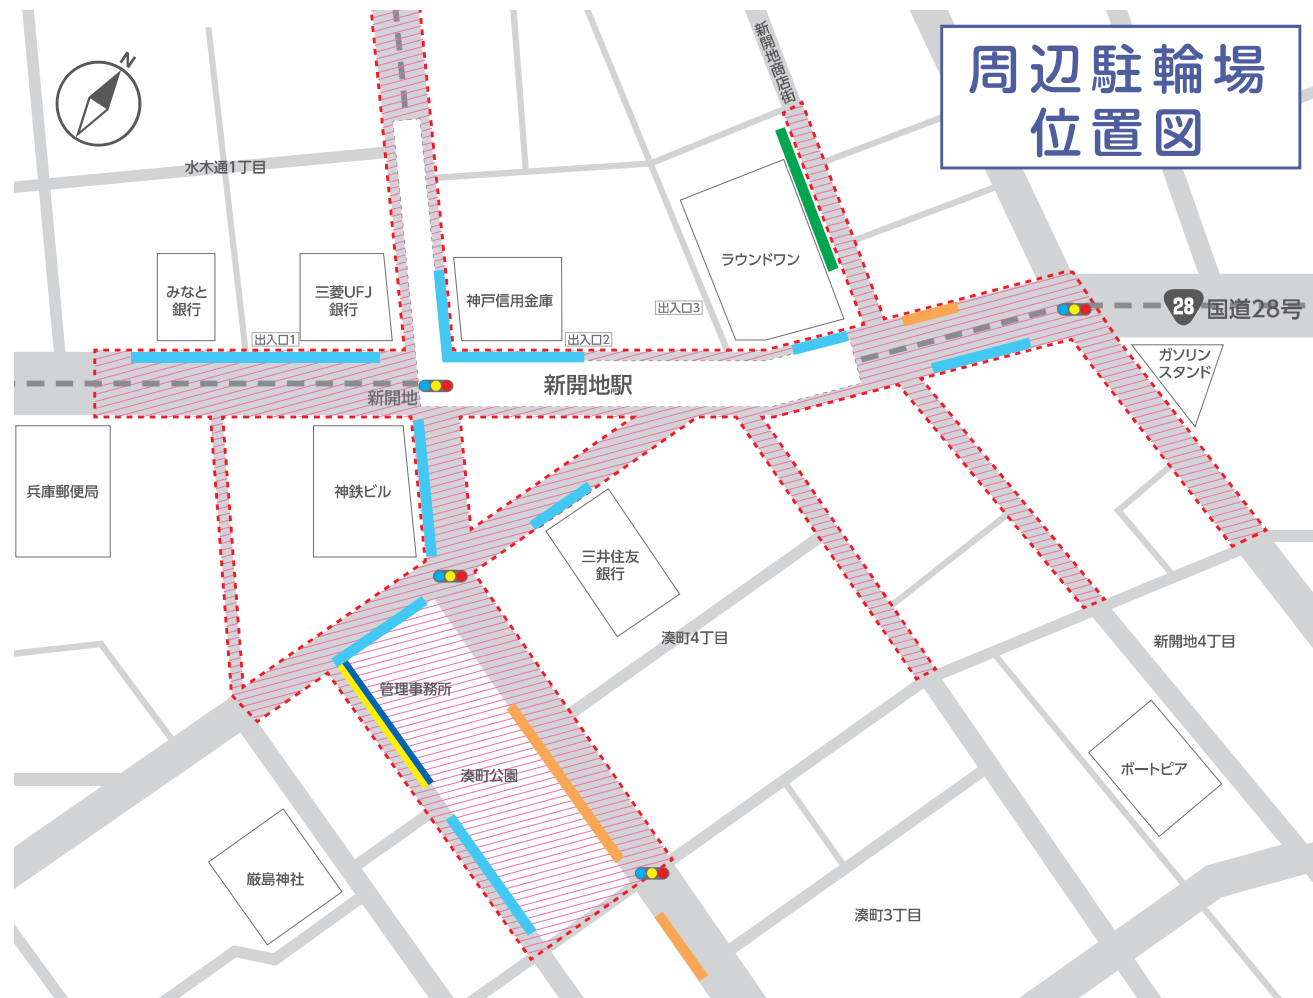 周辺駐輪場
位置図
N
新開地商店街
水木通1丁目
みなと
銀行
三菱UFJ
銀行
神戸信用金庫
ラウンドワン
出入口1
出入口2
出入口3
28
国道28号
ガソリン
スタンド
新開地
新開地駅
兵庫郵便局
神鉄ビル
三井住友
銀行
湊町4丁目
新開地4丁目
管理事務所
湊町公園
ボートピア
厳島神社
湊町3丁目